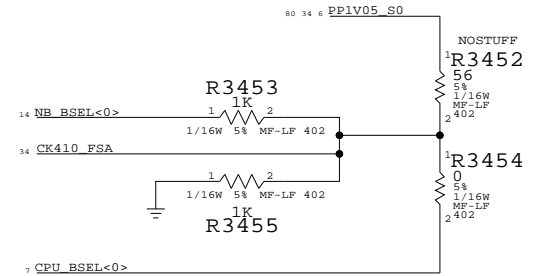 80 34 6 PP1V05_S0
NOSTUFF
1
R3452
56
5%
1/16W
MF-LF
402
2
R3453
1K
1 2
14 NB_BSEL<0>
1/16W 5% MF-LF 402
34 CK410_FSA
1
R3454
0
5%
1/16W
MF-LF
402
2
1 2
1/16W 5% MF-LF 402
1K
R3455
7 CPU_BSEL<0>